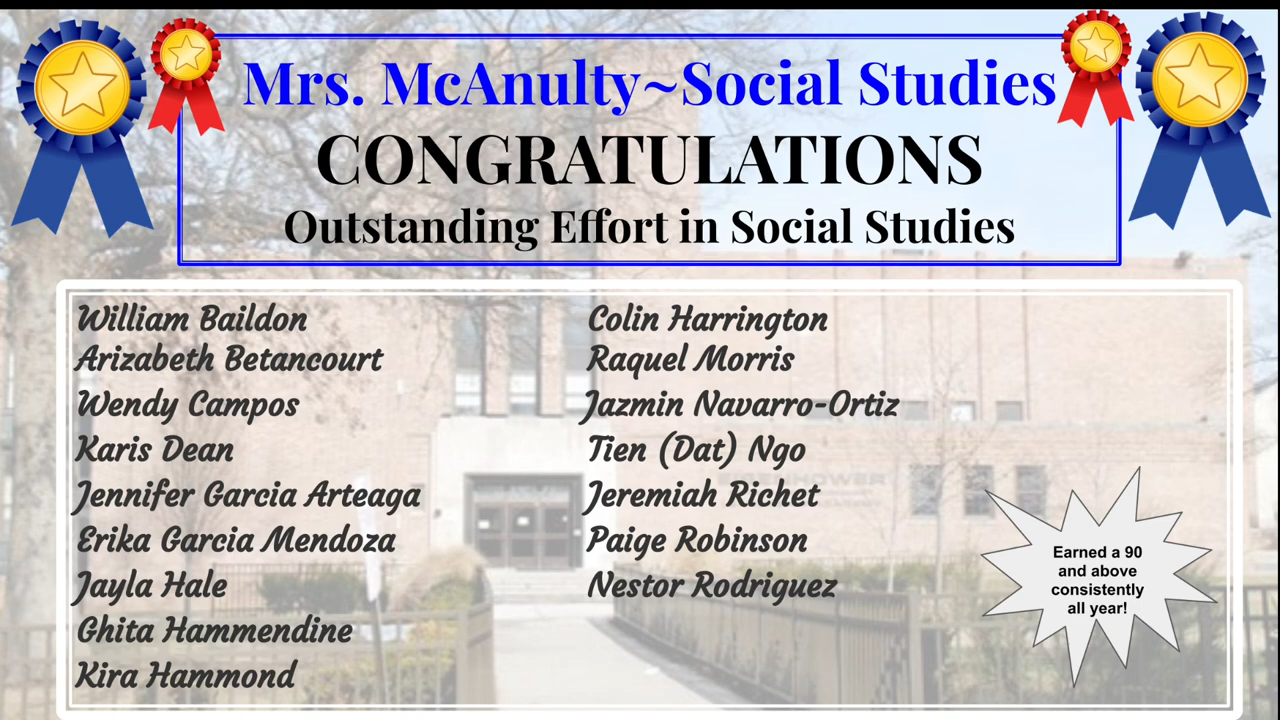 Mrs. McAnulty~Social Studies
CONGRATULATIONS
Outstanding Effort in Social Studies
William Baildon
Arizabeth Betancourt
Wendy Campos
Karis Dean
Jennifer Garcia Arteaga
Erika Garcia Mendoza
Jayla Hale
Ghita Hammendine
Kira Hammond
Colin Harrington
Raquel Morris
Jazmin Navarro-Ortiz
Tien (Dat) Ngo
Jeremiah Richet
Paige Robinson
Nestor Rodriguez
Earned a 90
and above
consistently
all year!